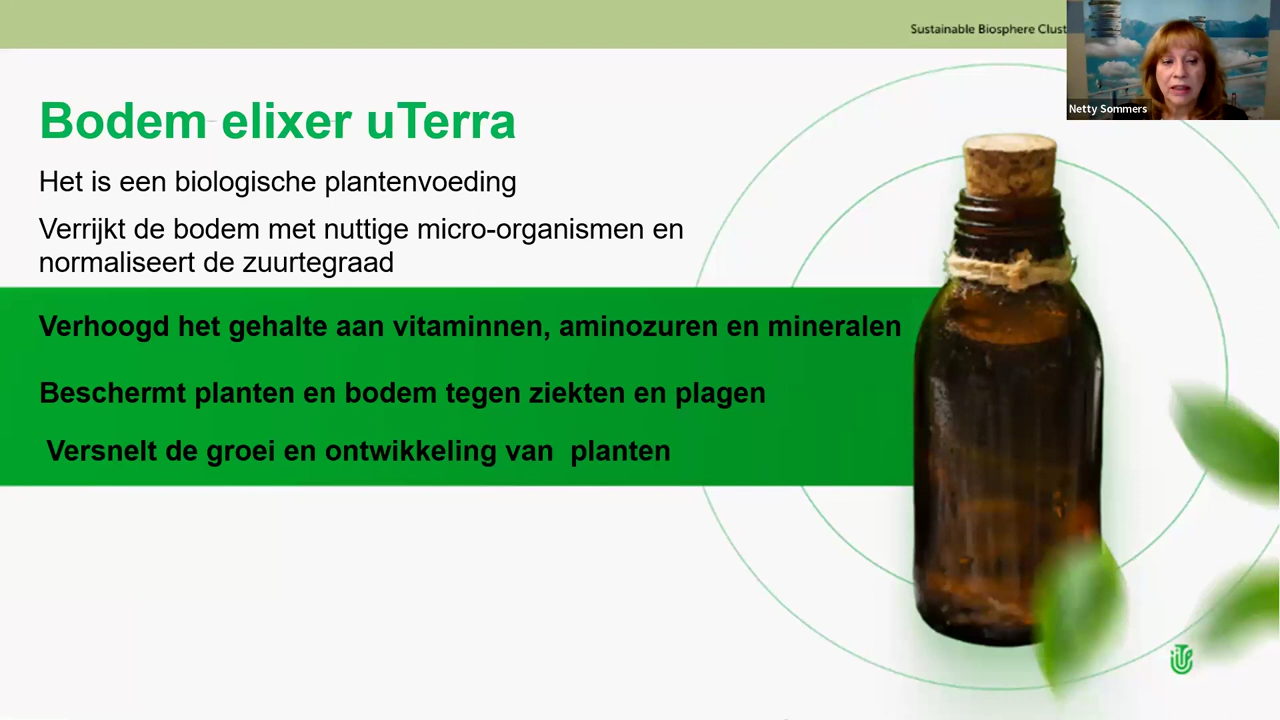 Sustainable Biosphere Clust
Netty Sommers
Bodem elixer uTerra
Het is een biologische plantenvoeding
Verrijkt de bodem met nuttige micro-organismen en
normaliseert de zuurtegraad
Verhoogd het gehalte aan vitaminnen, aminozuren en mineralen
Beschermt planten en bodem tegen ziekten en plagen
Versnelt de groei en ontwikkeling van planten